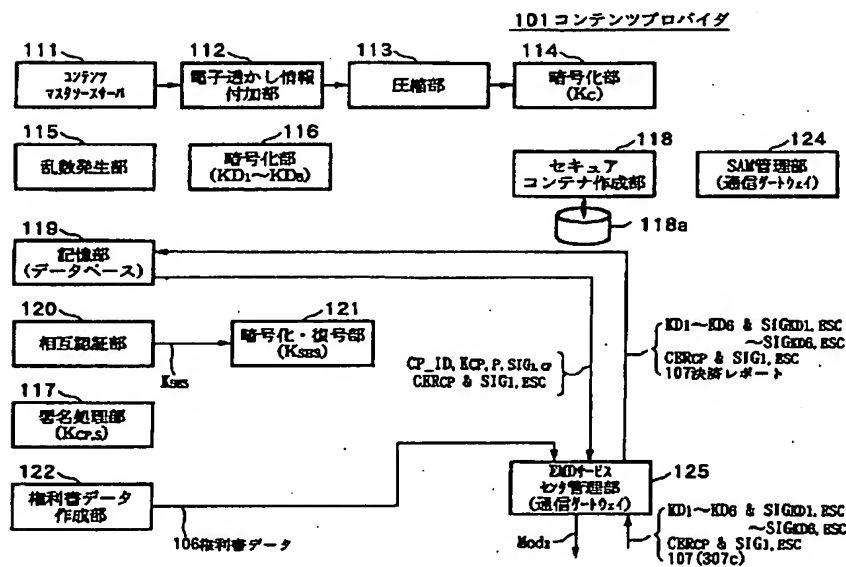 101コンテンツプロバイダ
111
コンテンツ
マスタソースサーバ
112
電子透かし情報
付加部
113
圧縮部
114
暗号化部
(Kc)
115
乱数発生部
116
暗号化部
(KD1～KDn)
118
セキュア
コンテナ作成部
124
SAM管理部
(通信ゲートウェイ)
118a
119
記憶部
(データベース)
120
相互認証部
KSES
121
暗号化・復号部
(KSES)
CP_ID, KCP,P, SIG1,CP
CERCP & SIG1,ESC
KD1～KD6 & SIGKD1,ESC
～SIGKD6,ESC
CERCP & SIG1,ESC
107決済レポート
117
署名処理部
(KCP,S)
122
権利書データ
作成部
106権利書データ
EMDサービス
センタ管理部
(通信ゲートウェイ)
125
Mod2
KD1～KD6 & SIGKD1,ESC
～SIGKD6,ESC
CERCP & SIG1,ESC
107(307c)